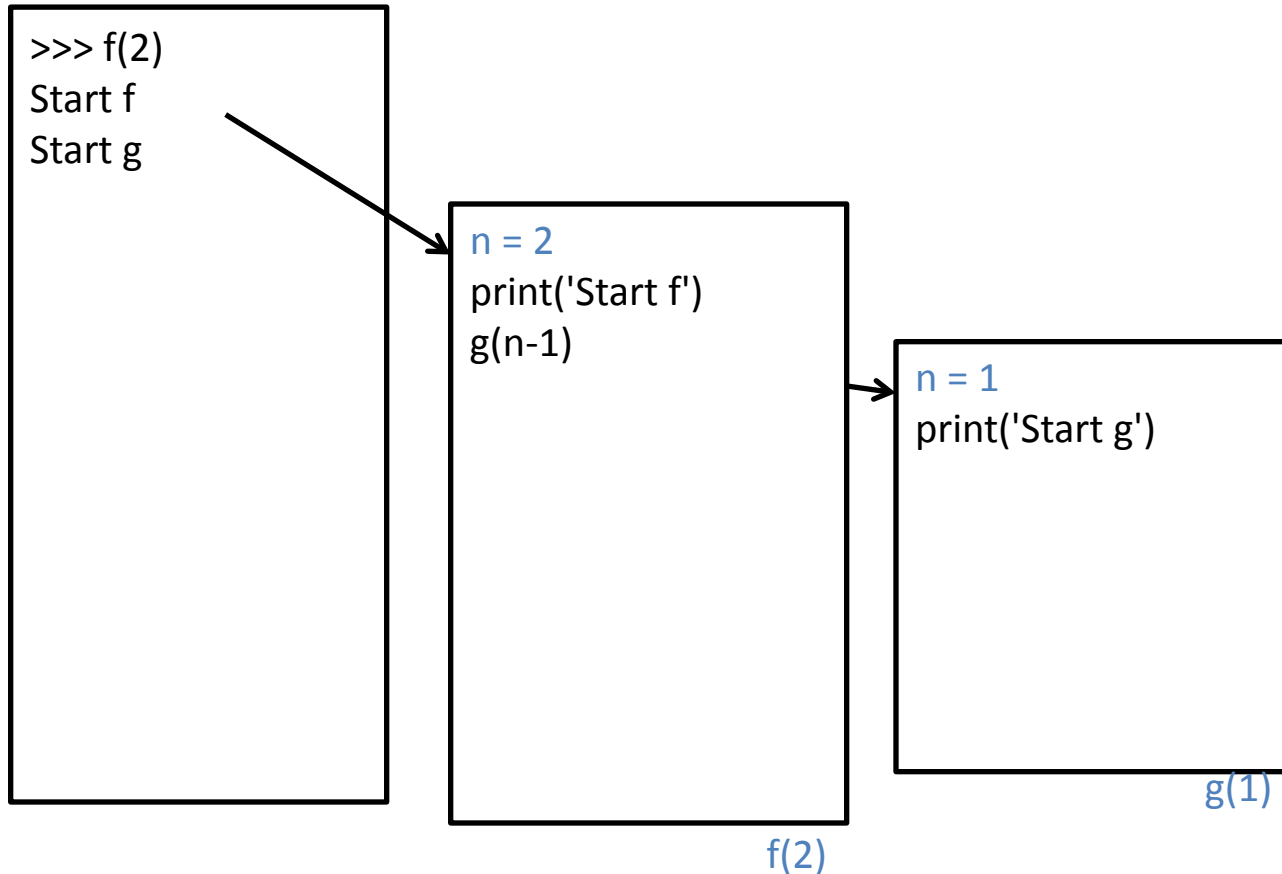 >>> f(2)
Start f
Start g
n = 2
print('Start f')
g(n-1)
f(2)
n = 1
print('Start g')
g(1)